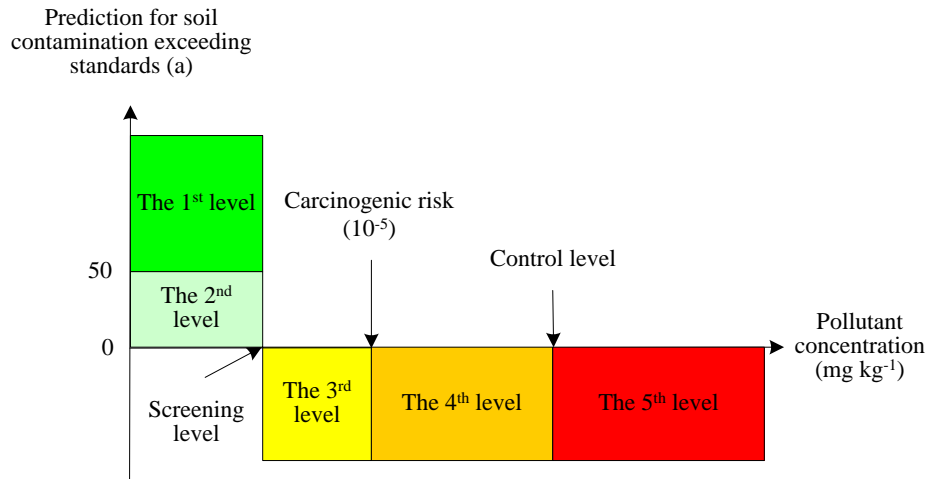 Prediction for soil
contamination exceeding
standards (a)
The 1st level
Carcinogenic risk
(10-5)
Control level
50
The 2nd
level
0
Pollutant
concentration
(mg kg-1)
Screening
level
The 3rd
level
The 4th level
The 5th level